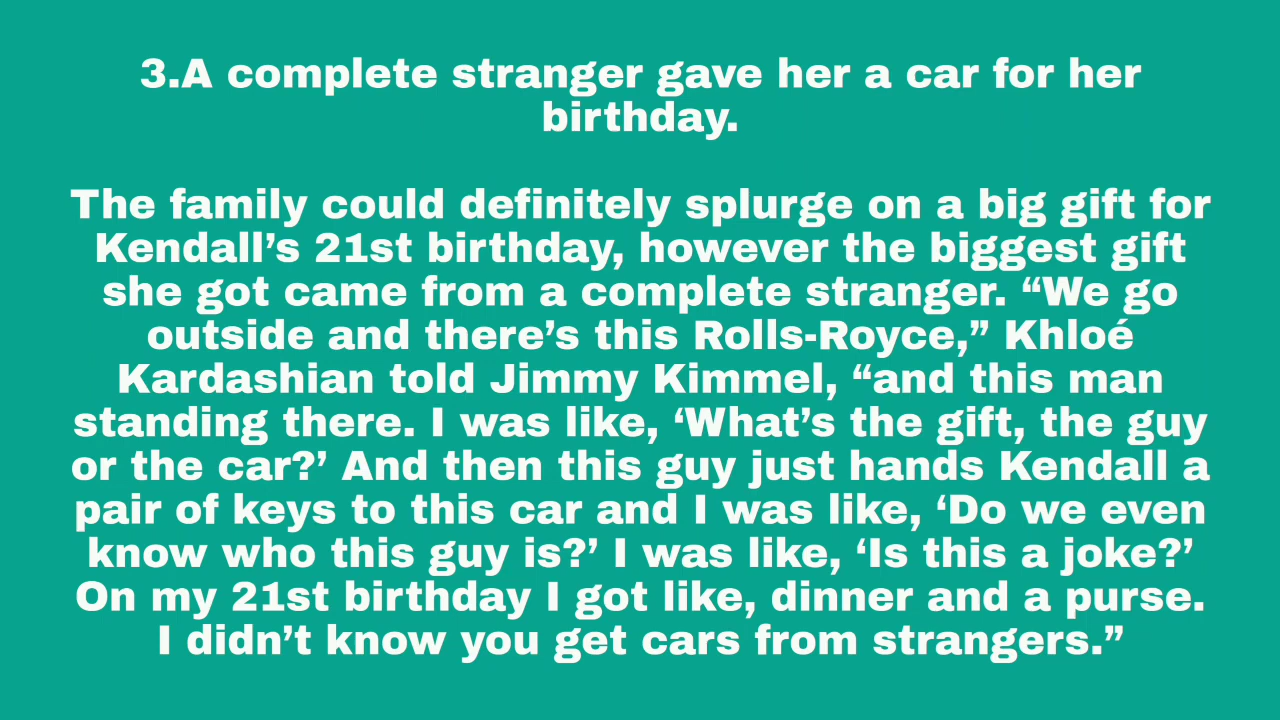 3.A complete stranger gave her a car for her
birthday.
The family could definitely splurge on a big gift for
Kendall’s 21st birthday, however the biggest gift
she got came from a complete stranger. “We go
outside and there’s this Rolls-Royce,” Khloé
Kardashian told Jimmy Kimmel, “and this man
standing there. I was like, ‘What’s the gift, the guy
or the car?’ And then this guy just hands Kendall a
pair of keys to this car and I was like, ‘Do we even
know who this guy is?’ I was like, ‘Is this a joke?’
On my 21st birthday I got like, dinner and a purse.
I didn’t know you get cars from strangers.”